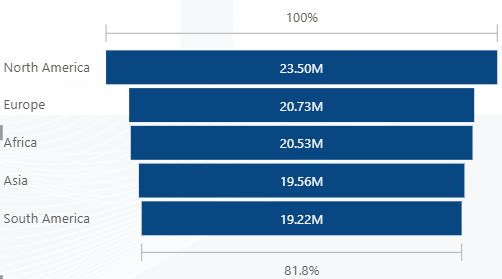 100%
North America 23.50M
Europe 20.73M
Africa 20.53M
Asia 19.56M
South America 19.22M
81.8%